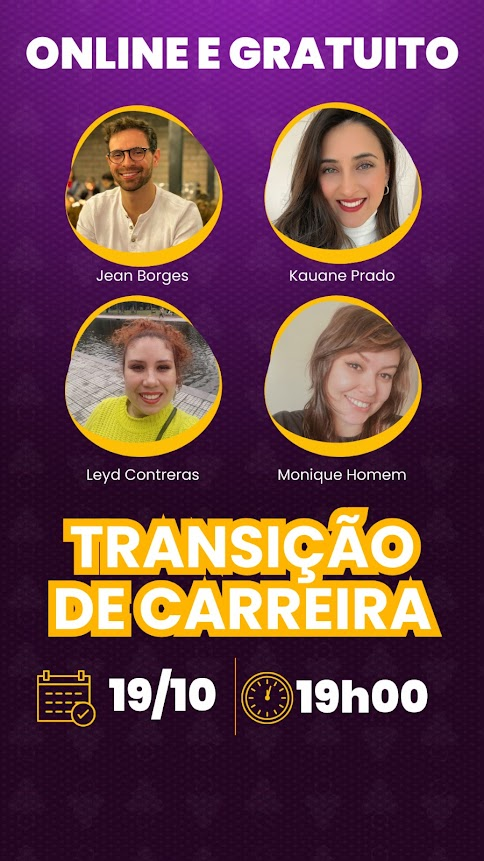 ONLINE E GRATUITO
Jean Borges
Kauane Prado
Leyd Contreras
Monique Homem
TRANSIÇÃO
DE CARREIRA
19/10
19h00